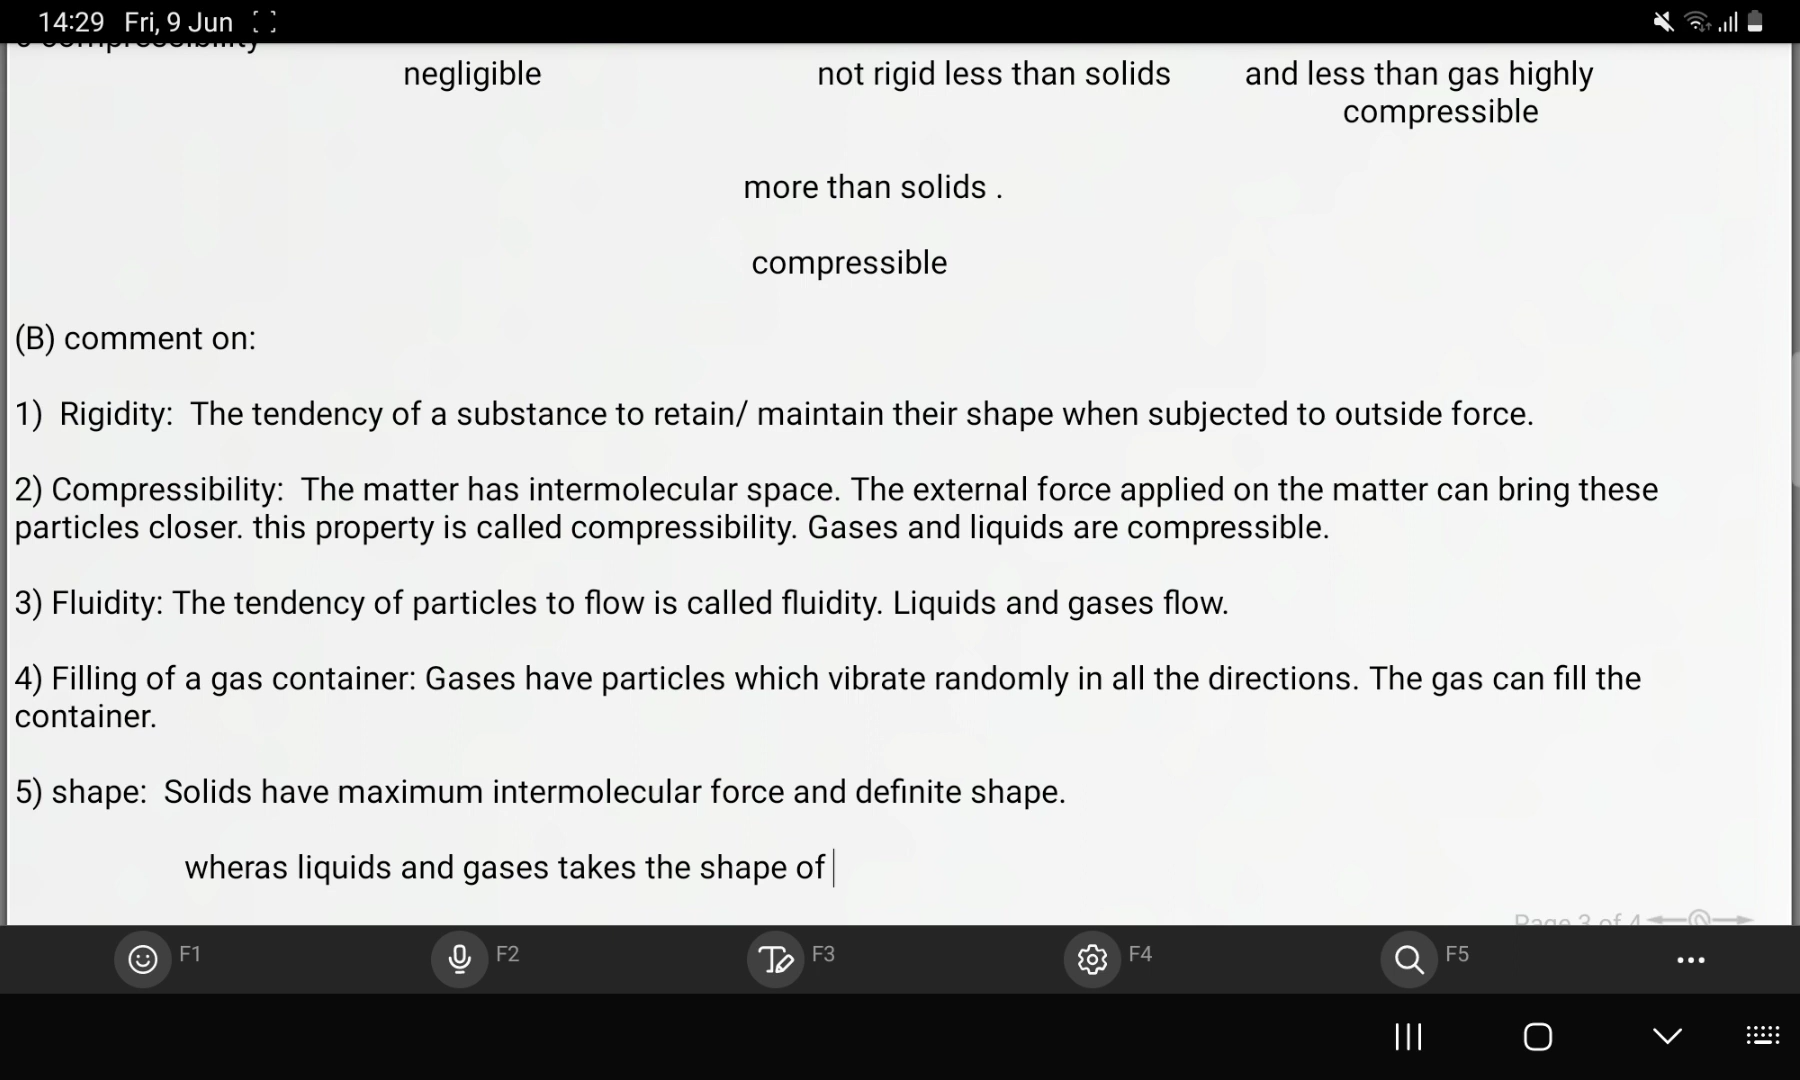 14:29 Fri, 9 Jun
compressibility
negligible not rigid less than solids and less than gas highly
compressible
more than solids .
compressible
(B) comment on:
1) Rigidity: The tendency of a substance to retain/ maintain their shape when subjected to outside force.
2) Compressibility: The matter has intermolecular space. The external force applied on the matter can bring these
particles closer. this property is called compressibility. Gases and liquids are compressible.
3) Fluidity: The tendency of particles to flow is called fluidity. Liquids and gases flow.
4) Filling of a gas container: Gases have particles which vibrate randomly in all the directions. The gas can fill the
container.
5) shape: Solids have maximum intermolecular force and definite shape.
wheras liquids and gases takes the shape of
Page 3 of 4
F1 F2 F3 F4 F5